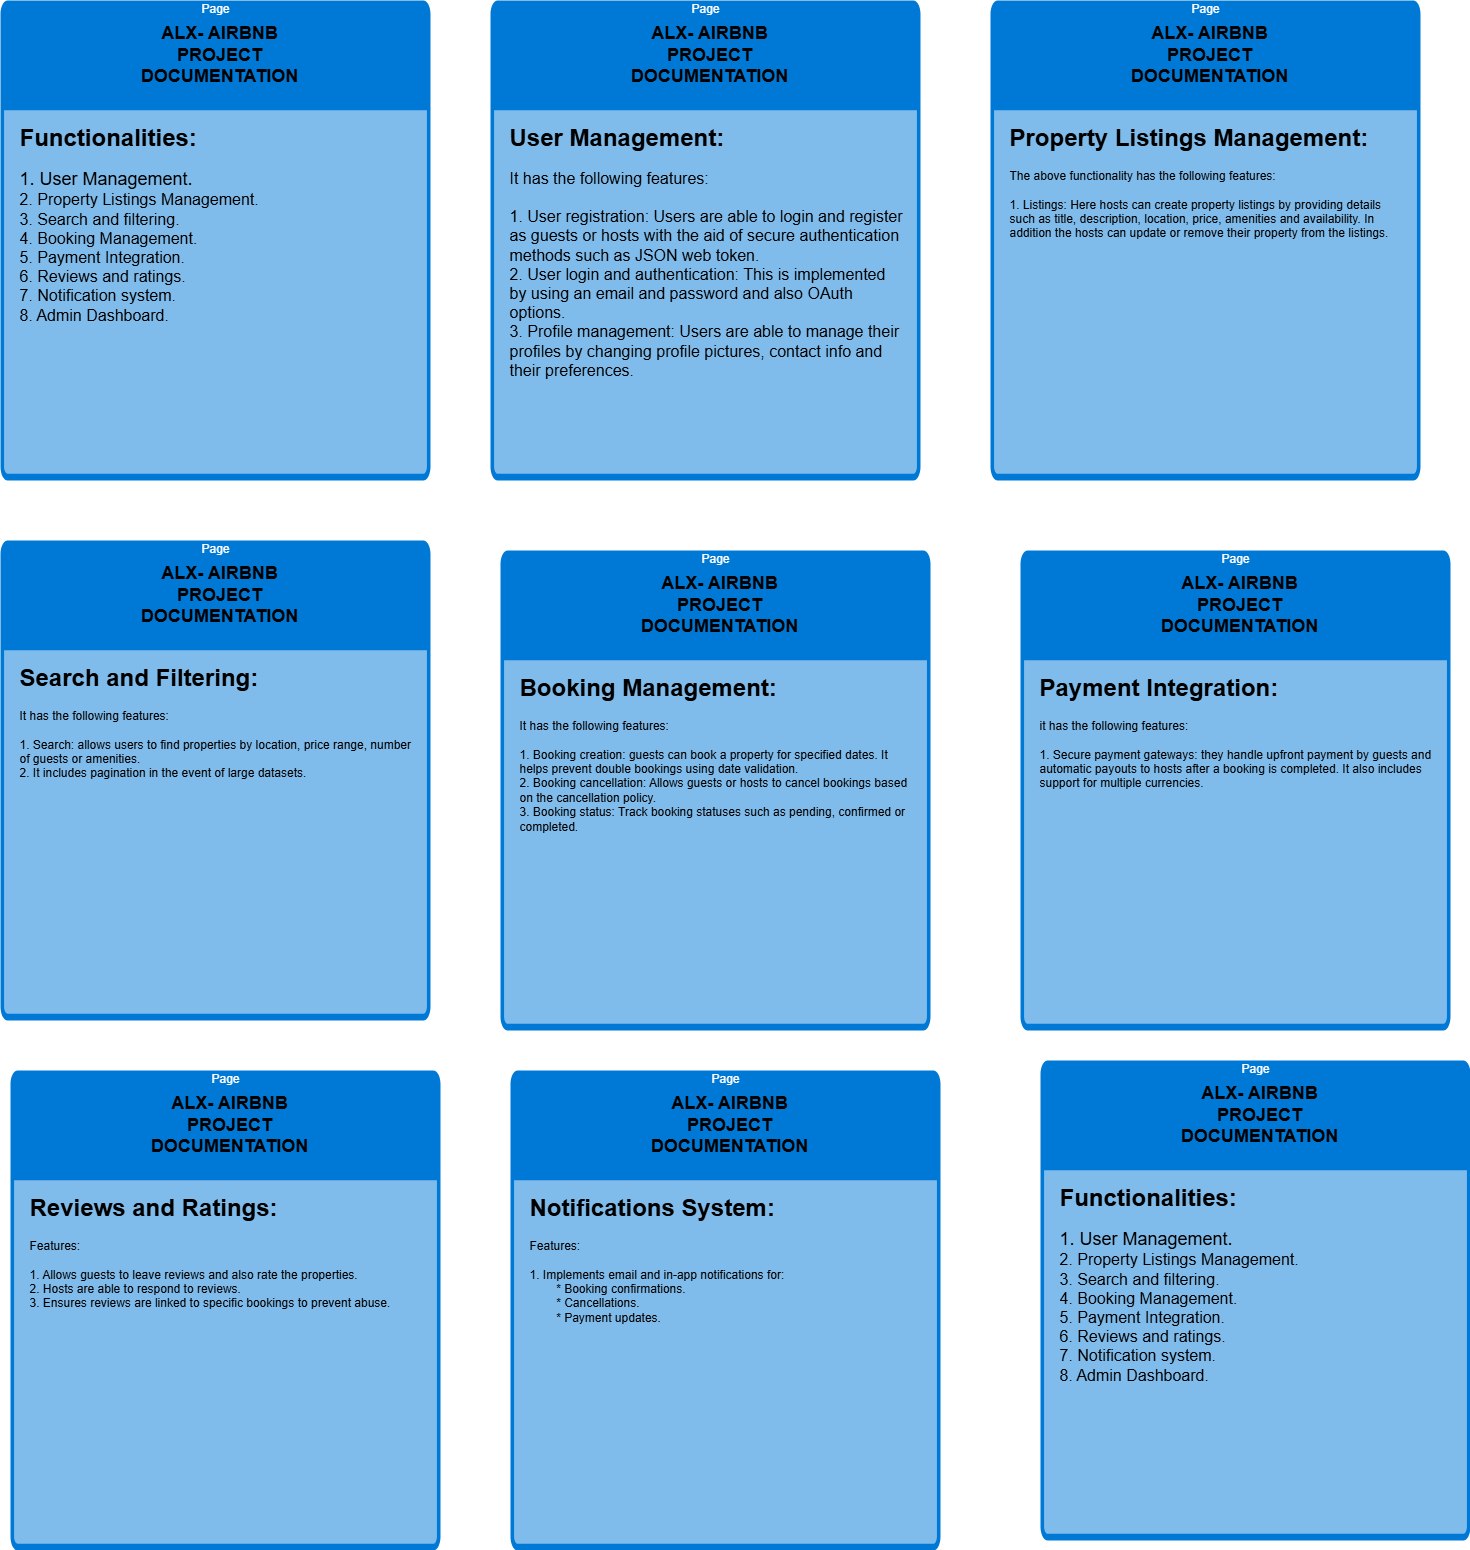 Page
ALX- AIRBNB
PROJECT
DOCUMENTATION
Functionalities:
1. User Management.
2. Property Listings Management.
3. Search and filtering.
4. Booking Management.
5. Payment Integration.
6. Reviews and ratings.
7. Notification system.
8. Admin Dashboard.
Page
ALX- AIRBNB
PROJECT
DOCUMENTATION
User Management:
It has the following features:
1. User registration: Users are able to login and register
as guests or hosts with the aid of secure authentication
methods such as JSON web token.
2. User login and authentication: This is implemented
by using an email and password and also OAuth
options.
3. Profile management: Users are able to manage their
profiles by changing profile pictures, contact info and
their preferences.
Page
ALX- AIRBNB
PROJECT
DOCUMENTATION
Property Listings Management:
The above functionality has the following features:
1. Listings: Here hosts can create property listings by providing details
such as title, description, location, price, amenities and availability. In
addition the hosts can update or remove their property from the listings.
Page
ALX- AIRBNB
PROJECT
DOCUMENTATION
Search and Filtering:
It has the following features:
1. Search: allows users to find properties by location, price range, number
of guests or amenities.
2. It includes pagination in the event of large datasets.
Page
ALX- AIRBNB
PROJECT
DOCUMENTATION
Booking Management:
It has the following features:
1. Booking creation: guests can book a property for specified dates. It
helps prevent double bookings using date validation.
2. Booking cancellation: Allows guests or hosts to cancel bookings based
on the cancellation policy.
3. Booking status: Track booking statuses such as pending, confirmed or
completed.
Page
ALX- AIRBNB
PROJECT
DOCUMENTATION
Payment Integration:
it has the following features:
1. Secure payment gateways: they handle upfront payment by guests and
automatic payouts to hosts after a booking is completed. It also includes
support for multiple currencies.
Page
ALX- AIRBNB
PROJECT
DOCUMENTATION
Reviews and Ratings:
Features:
1. Allows guests to leave reviews and also rate the properties.
2. Hosts are able to respond to reviews.
3. Ensures reviews are linked to specific bookings to prevent abuse.
Page
ALX- AIRBNB
PROJECT
DOCUMENTATION
Notifications System:
Features:
1. Implements email and in-app notifications for:
* Booking confirmations.
* Cancellations.
* Payment updates.
Page
ALX- AIRBNB
PROJECT
DOCUMENTATION
Functionalities:
1. User Management.
2. Property Listings Management.
3. Search and filtering.
4. Booking Management.
5. Payment Integration.
6. Reviews and ratings.
7. Notification system.
8. Admin Dashboard.